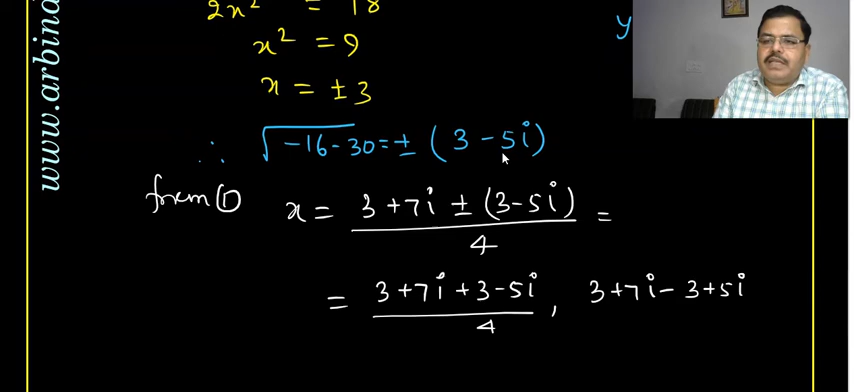 www.arbind
2x² = 18
x² = 9
y
x = ± 3
∴ √-16-30 = ± (3 - 5i)
from ① x = 3 + 7i ± (3 - 5i) / 4 =
= 3 + 7i + 3 - 5i / 4 , 3 + 7i - 3 + 5i